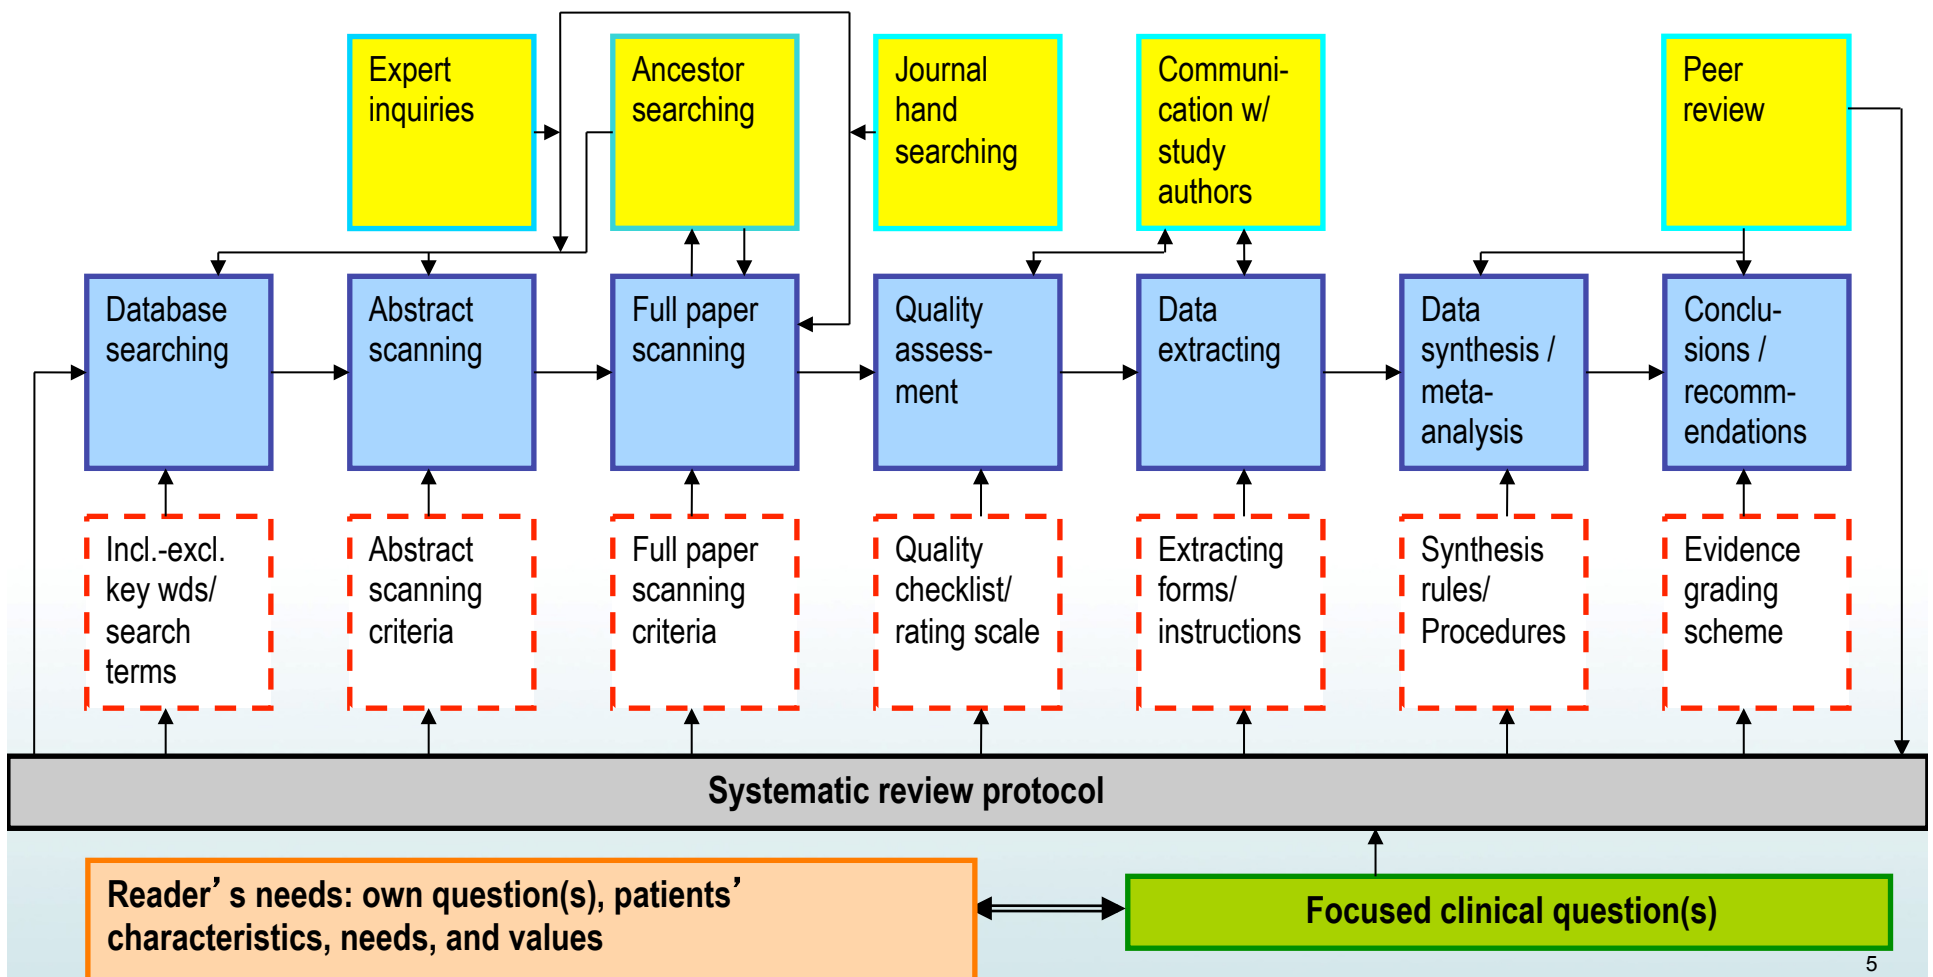 Expert
inquiries
Ancestor
searching
Journal
hand
searching
Communi-
cation w/
study
authors
Peer
review
Database
searching
Abstract
scanning
Full paper
scanning
Quality
assess-
ment
Data
extracting
Data
synthesis /
meta-
analysis
Conclu-
sions /
recomm-
endations
Incl.-excl.
key wds/
search
terms
Abstract
scanning
criteria
Full paper
scanning
criteria
Quality
checklist/
rating scale
Extracting
forms/
instructions
Synthesis
rules/
Procedures
Evidence
grading
scheme
Systematic review protocol
Reader’s needs: own question(s), patients’
characteristics, needs, and values
Focused clinical question(s)
5